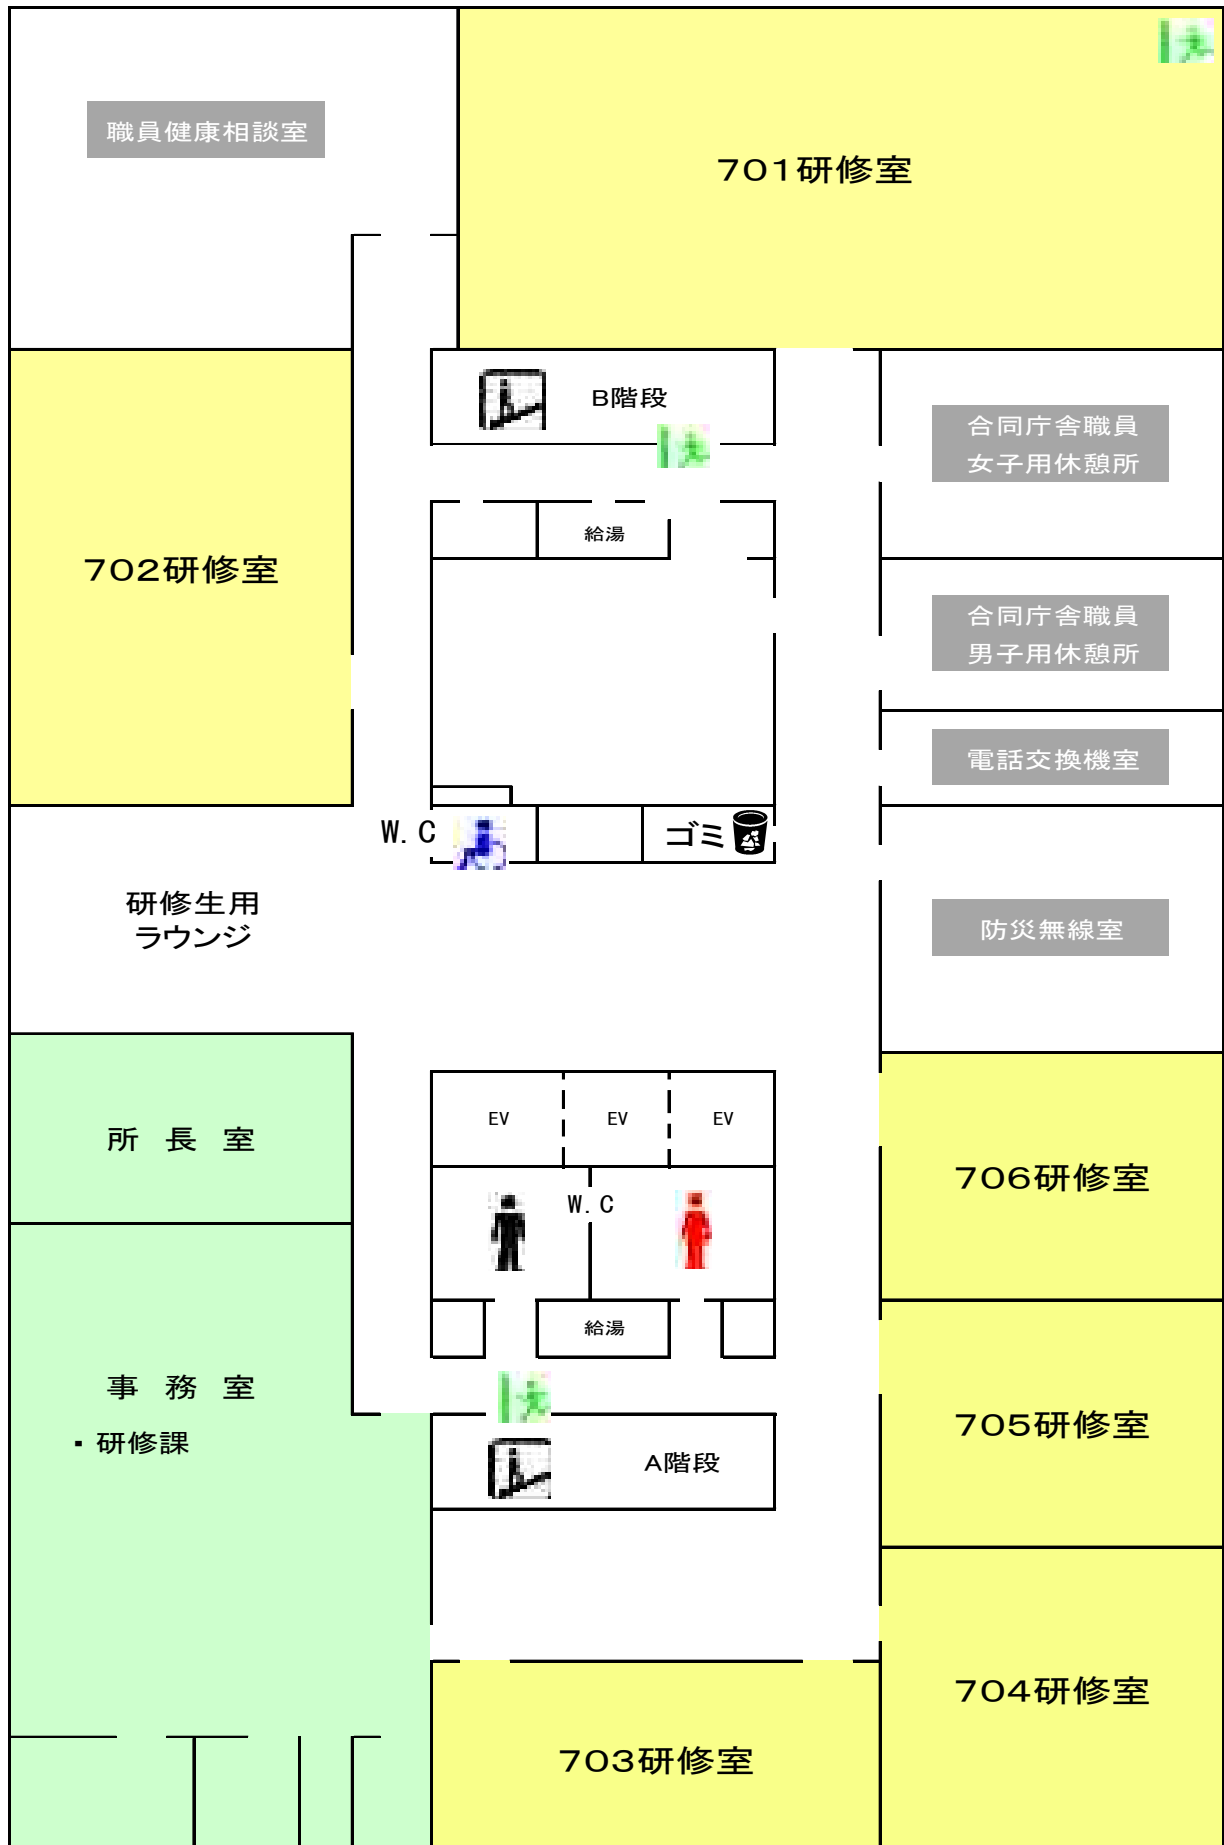 職員健康相談室
701研修室
B階段
合同庁舎職員
女子用休憩所
給湯
702研修室
合同庁舎職員
男子用休憩所
電話交換機室
W.C
ゴミ
研修生用
ラウンジ
防災無線室
EV
EV
EV
所 長 室
706研修室
W.C
給湯
事 務 室
・研修課
705研修室
A階段
704研修室
703研修室